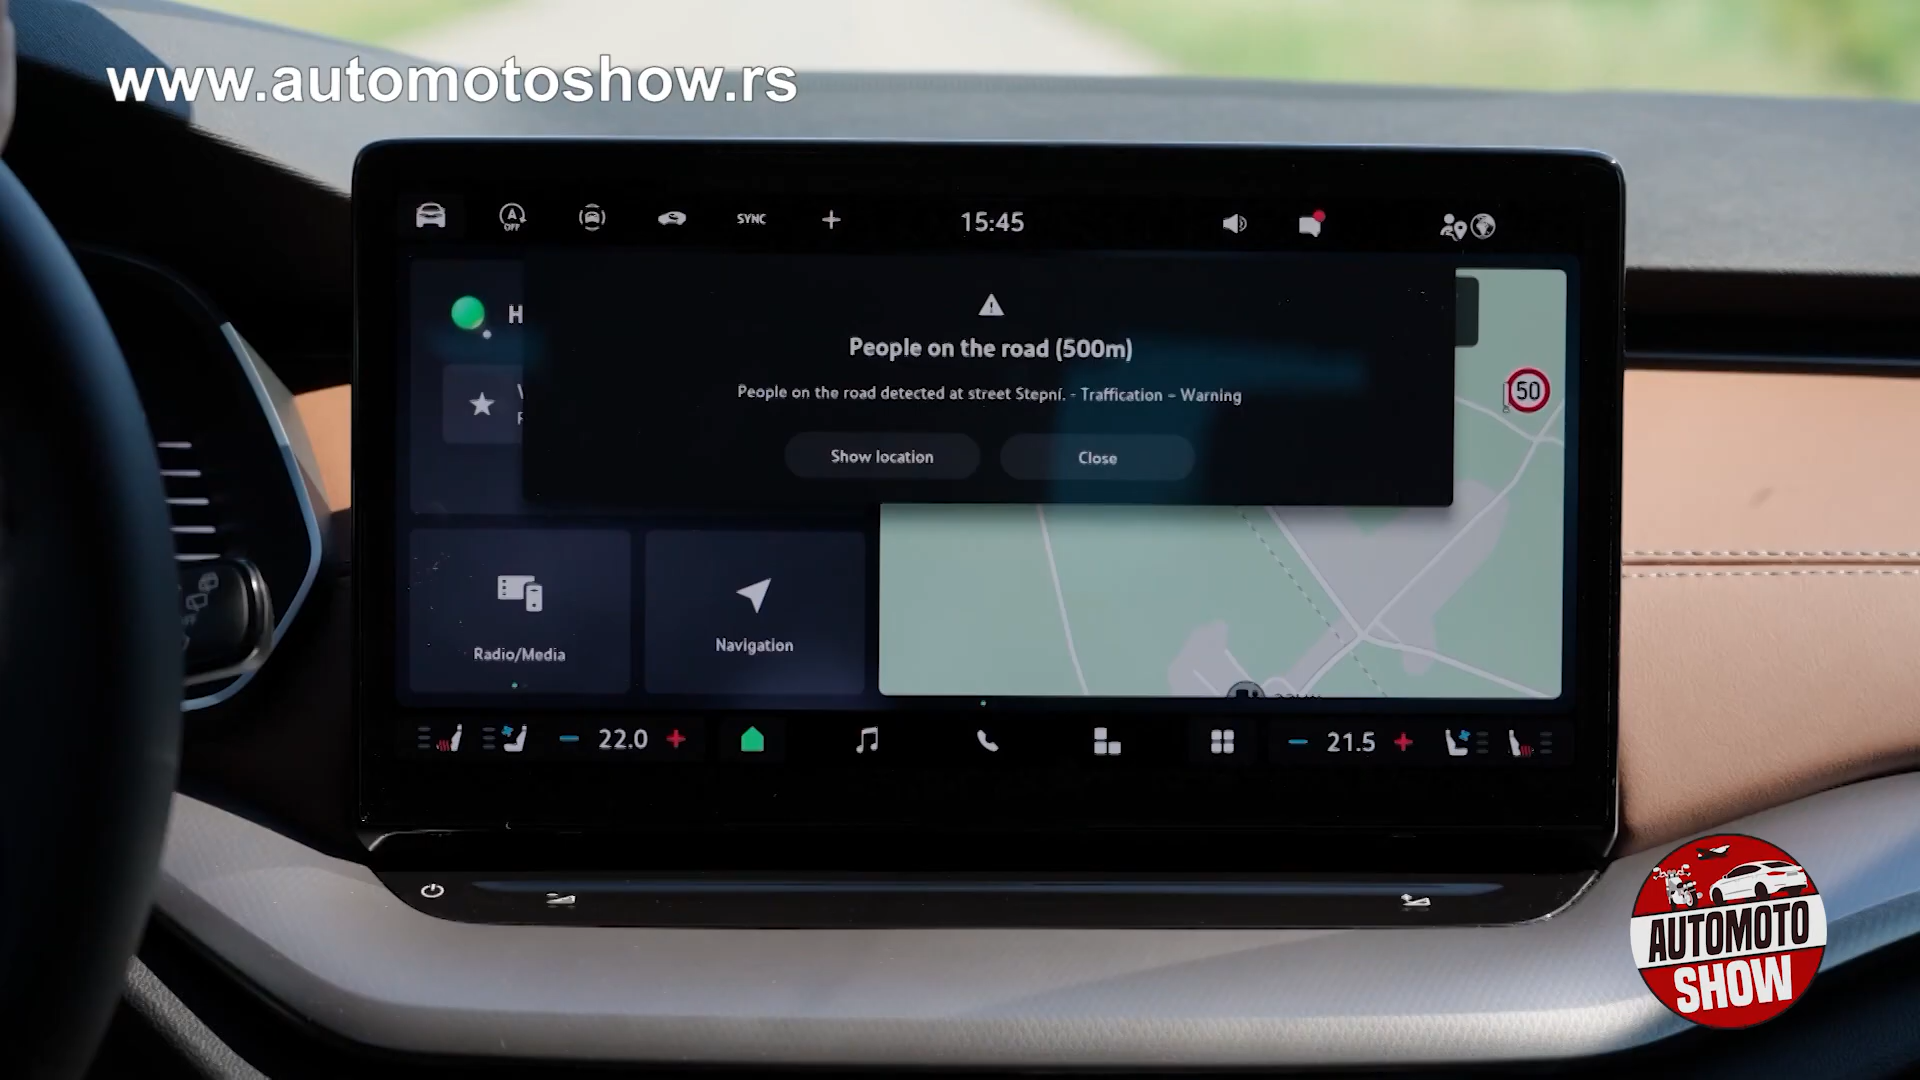 www.automotoshow.rs
A
OFF
SYNC
15:45
H
People on the road (500m)
People on the road detected at street Stepní. - Traffication - Warning
Show location
Close
50
Radio/Media
Navigation
22.0
21.5
AUTOMOTO
SHOW